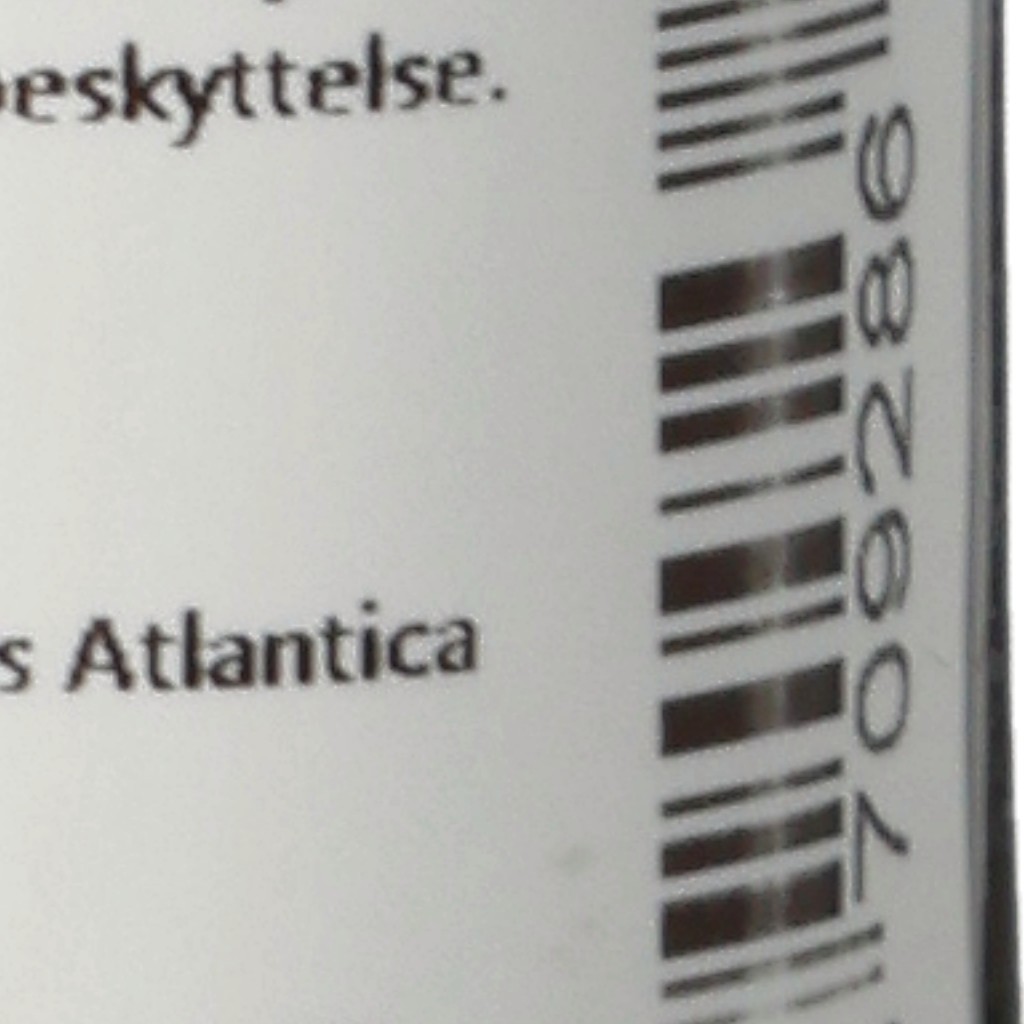 beskyttelse.
s Atlantica
709286